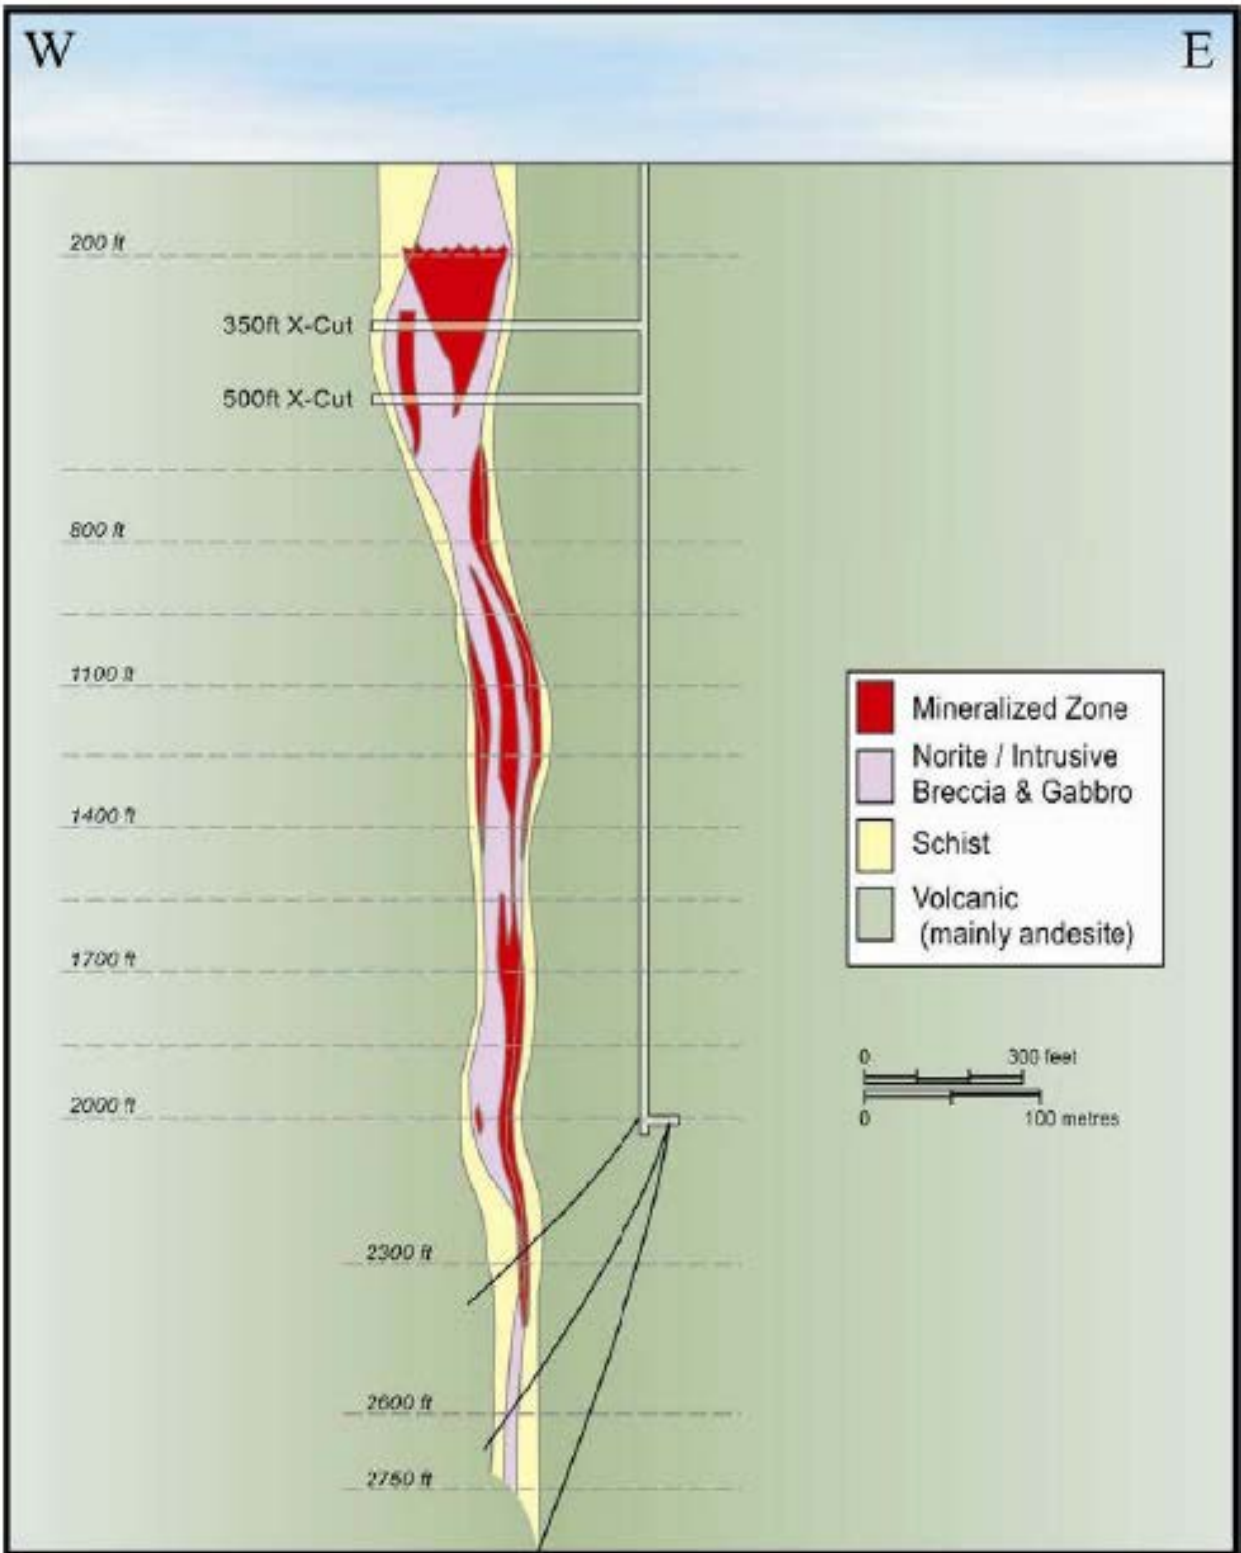 W
E
200 ft
350ft X-Cut
500ft X-Cut
800 ft
1100 ft
1400 ft
1700 ft
2000 ft
2300 ft
2600 ft
2750 ft
Mineralized Zone
Norite / Intrusive
Breccia & Gabbro
Schist
Volcanic
(mainly andesite)
0 300 feet
0 100 metres